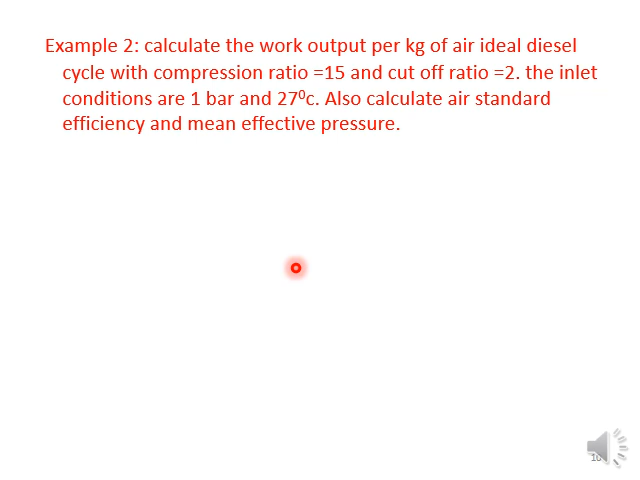 Example 2: calculate the work output per kg of air ideal diesel
cycle with compression ratio =15 and cut off ratio =2. the inlet
conditions are 1 bar and 27⁰c. Also calculate air standard
efficiency and mean effective pressure.